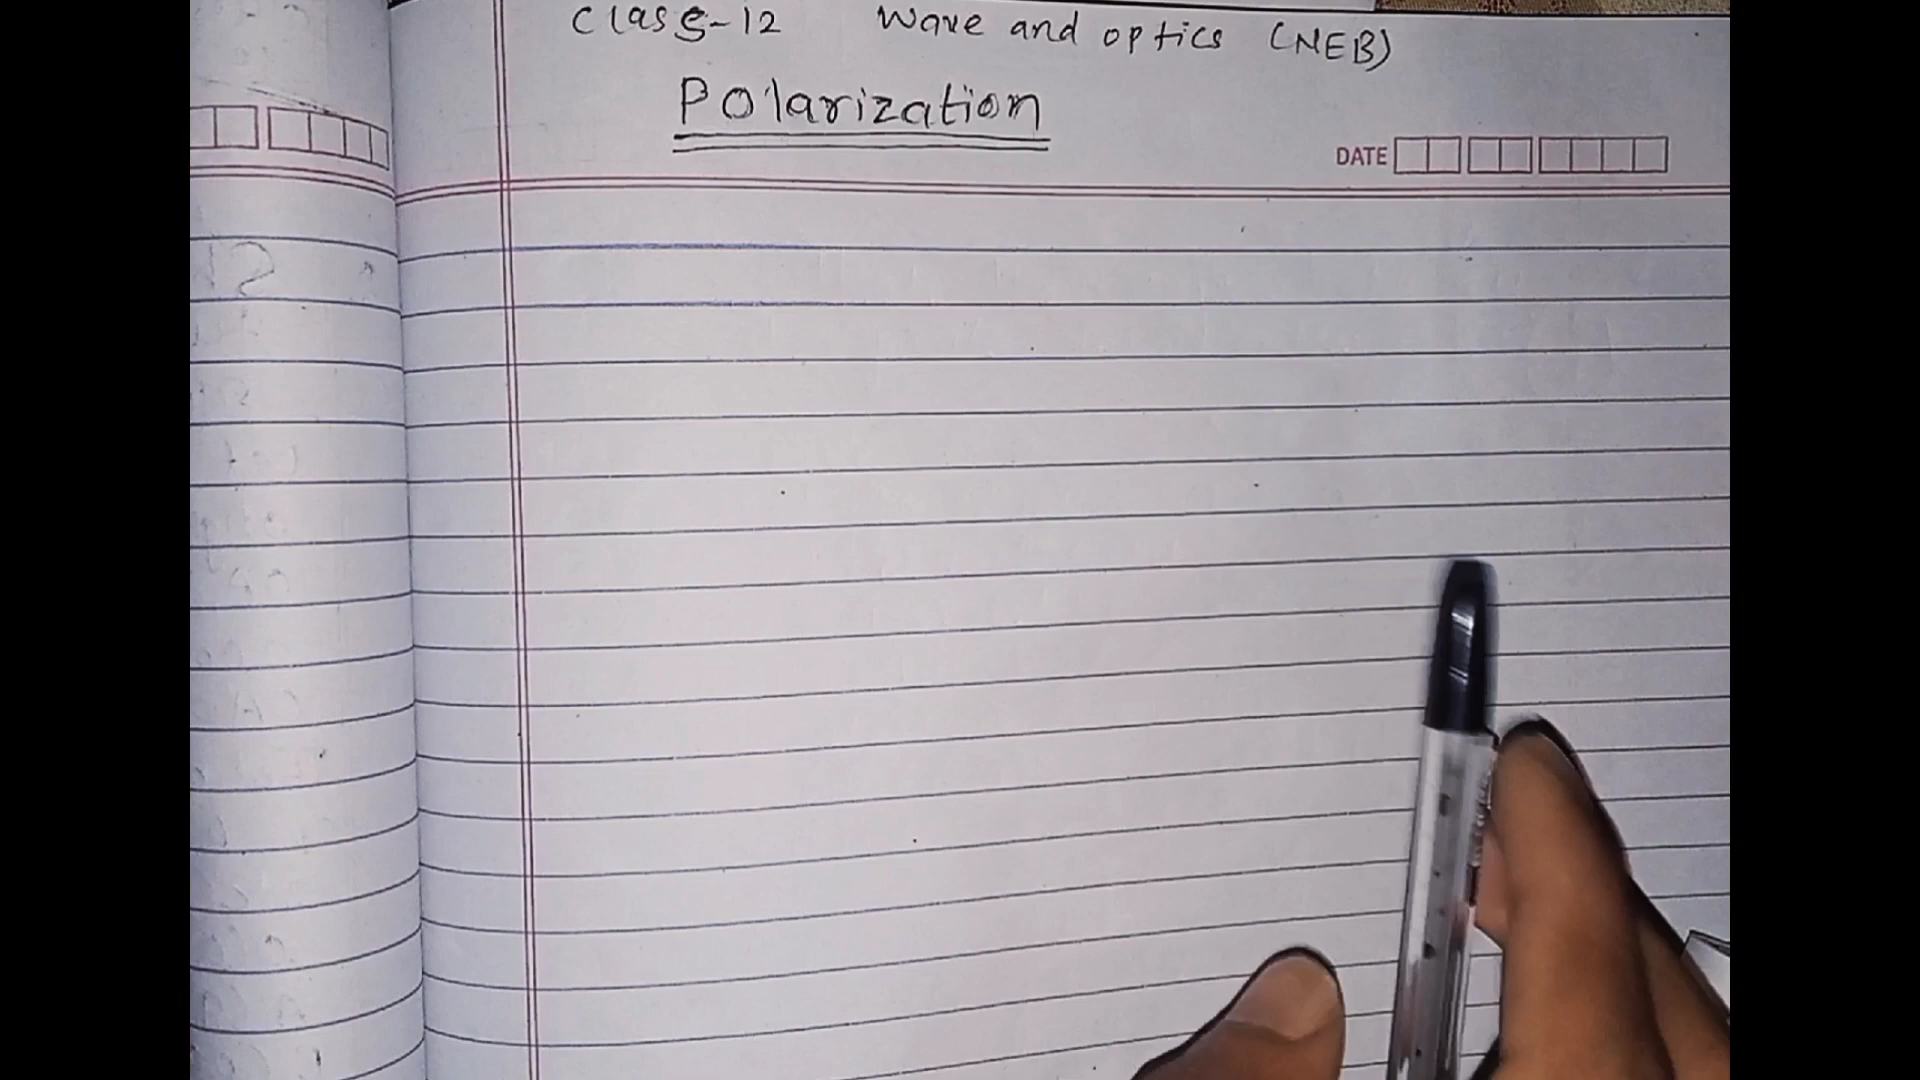 Class-12 Wave and optics (NEB)
Polarization
DATE